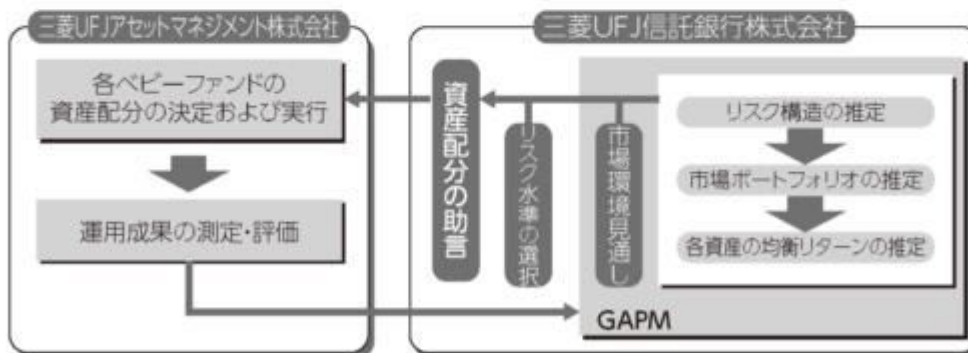 三菱UFJアセットマネジメント株式会社
各ベビーファンドの
資産配分の決定および実行
運用成果の測定・評価
三菱UFJ信託銀行株式会社
資産配分の助言
リスク水準の選択
市場環境見通し
リスク構造の推定
市場ポートフォリオの推定
各資産の均衡リターンの推定
GAPM